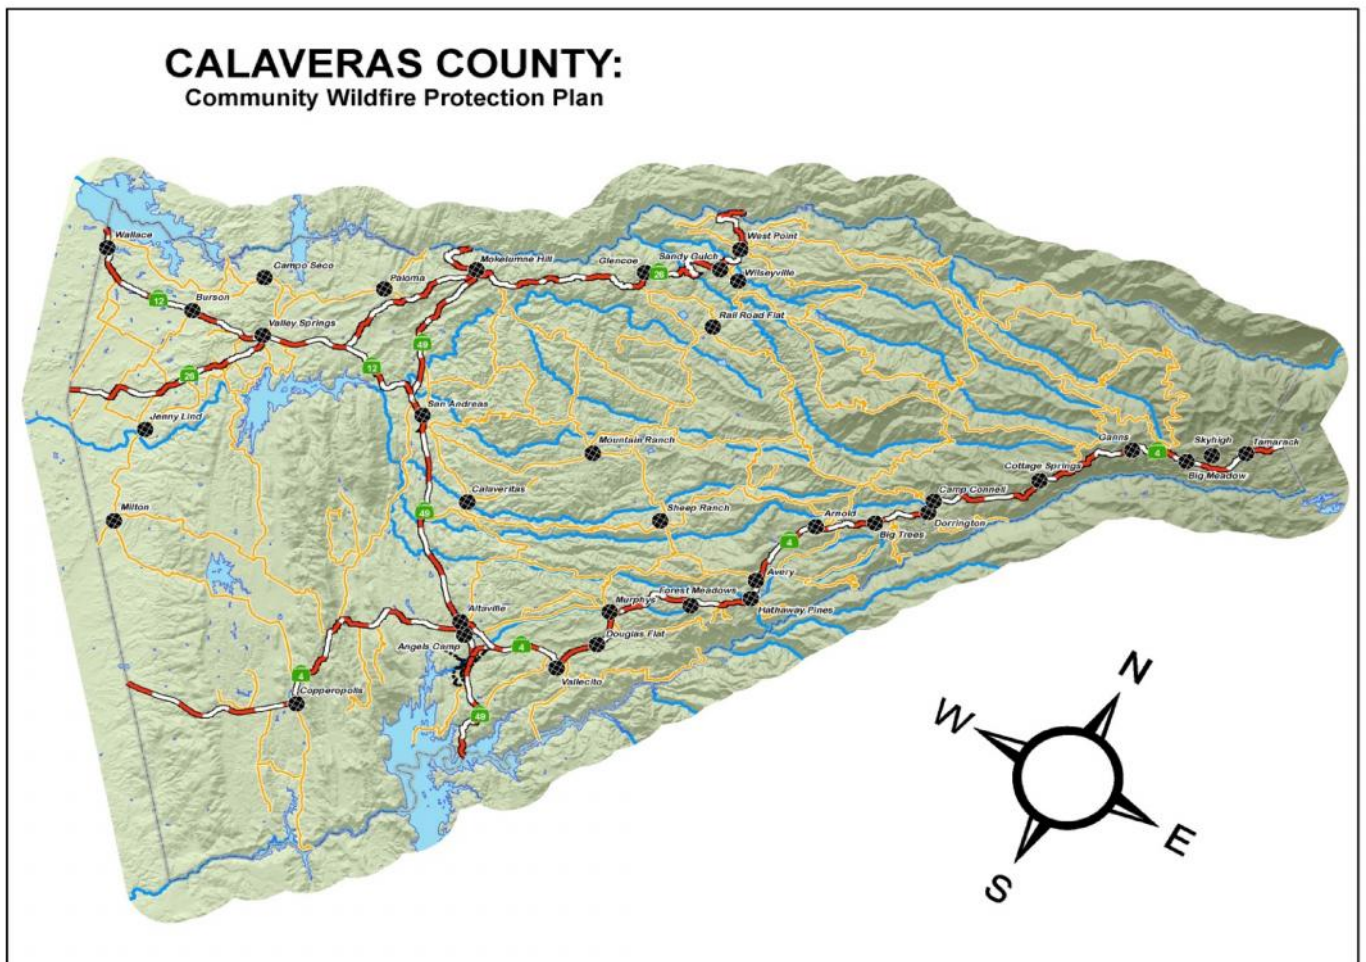 CALAVERAS COUNTY:
Community Wildfire Protection Plan
Wallace
West Point
Campo Seco
Mokelumne Hill
Glencoe
Sandy Gulch
26
Wilseyville
Paloma
12
Burson
Rail Road Flat
Valley Springs
49
12
26
San Andreas
Jenny Lind
Mountain Ranch
Ganns
4
Skyhigh
Tamarack
Cottage Springs
Big Meadow
Calaveritas
Camp Connell
Milton
49
Sheep Ranch
Arnold
Dorrington
Big Trees
4
Avery
Forest Meadows
Murphys
Hathaway Pines
Altaville
Douglas Flat
Angels Camp
4
4
Vallecito
Copperopolis
49
N
W
E
S